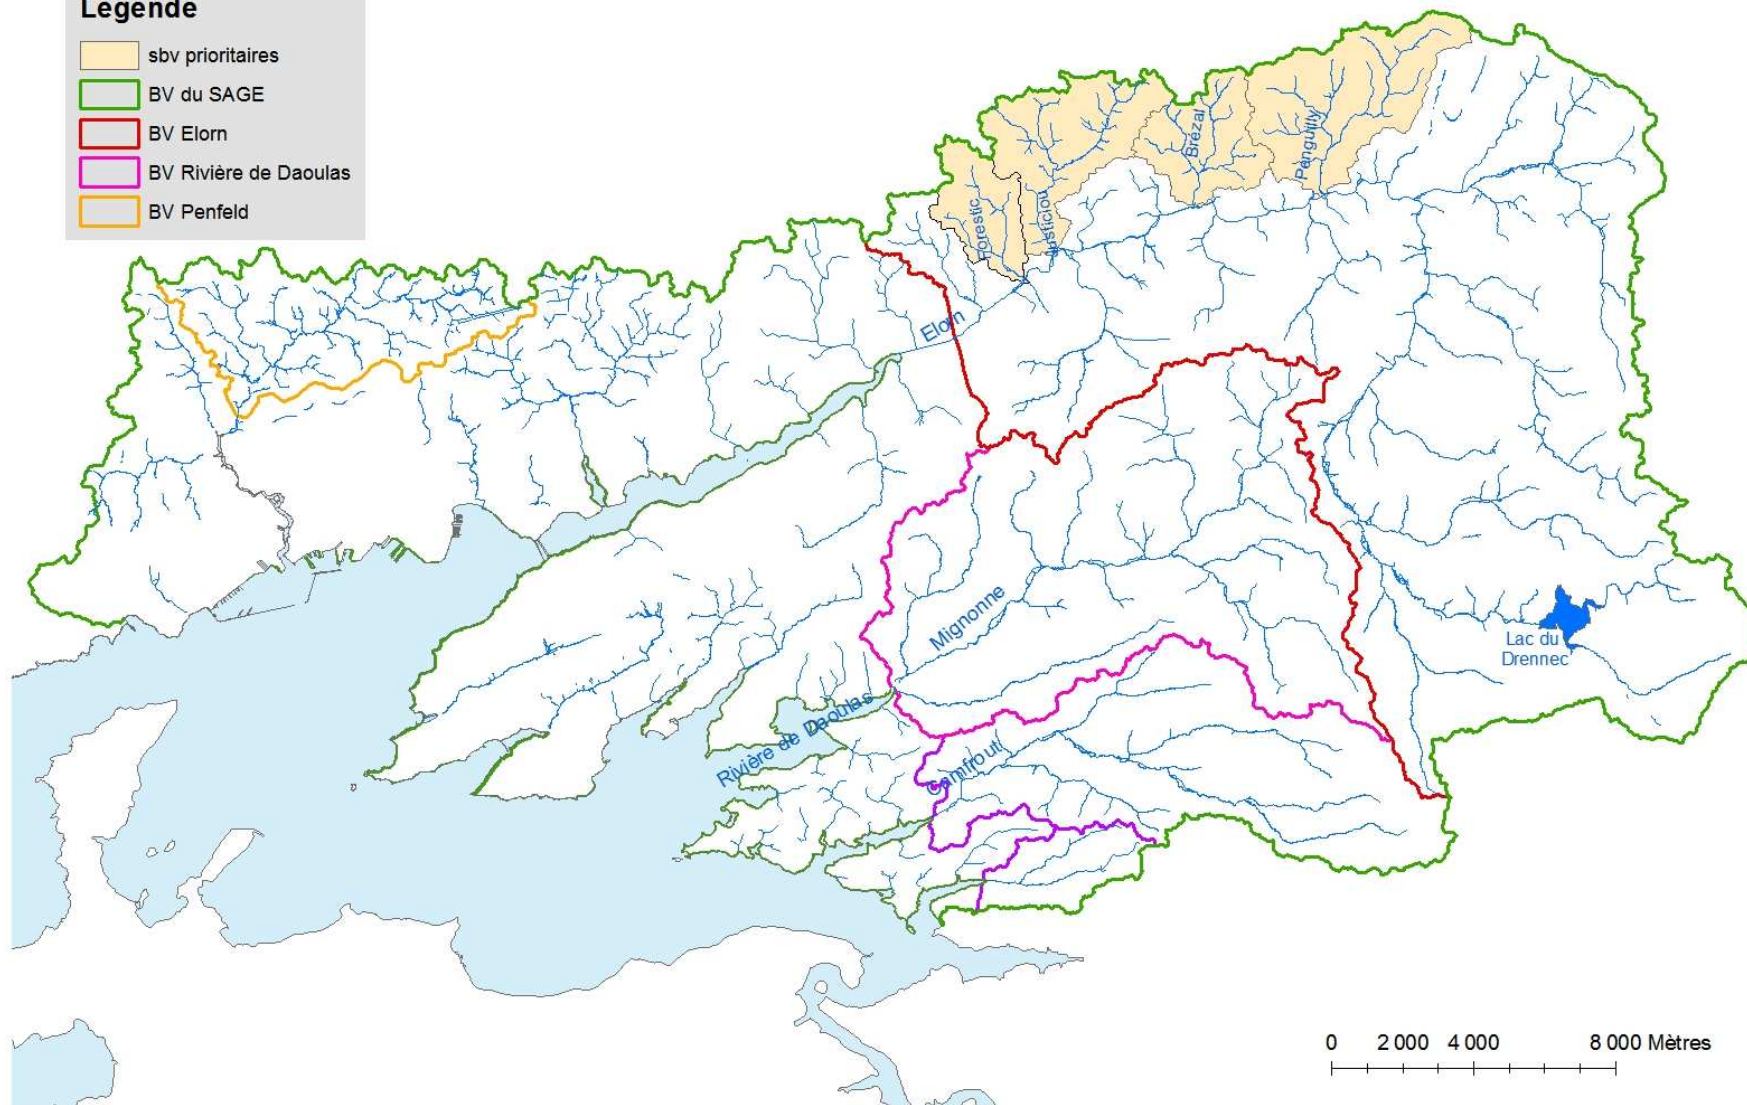 Légende
sbv prioritaires
BV du SAGE
BV Elorn
BV Rivière de Daoulas
BV Penfeld
Brézal
Penguilly
Forestic
Justiciou
Elorn
Mignonne
Lac du
Drennec
Rivière de Daoulas
Camfrout
0 2 000 4 000 8 000 Mètres